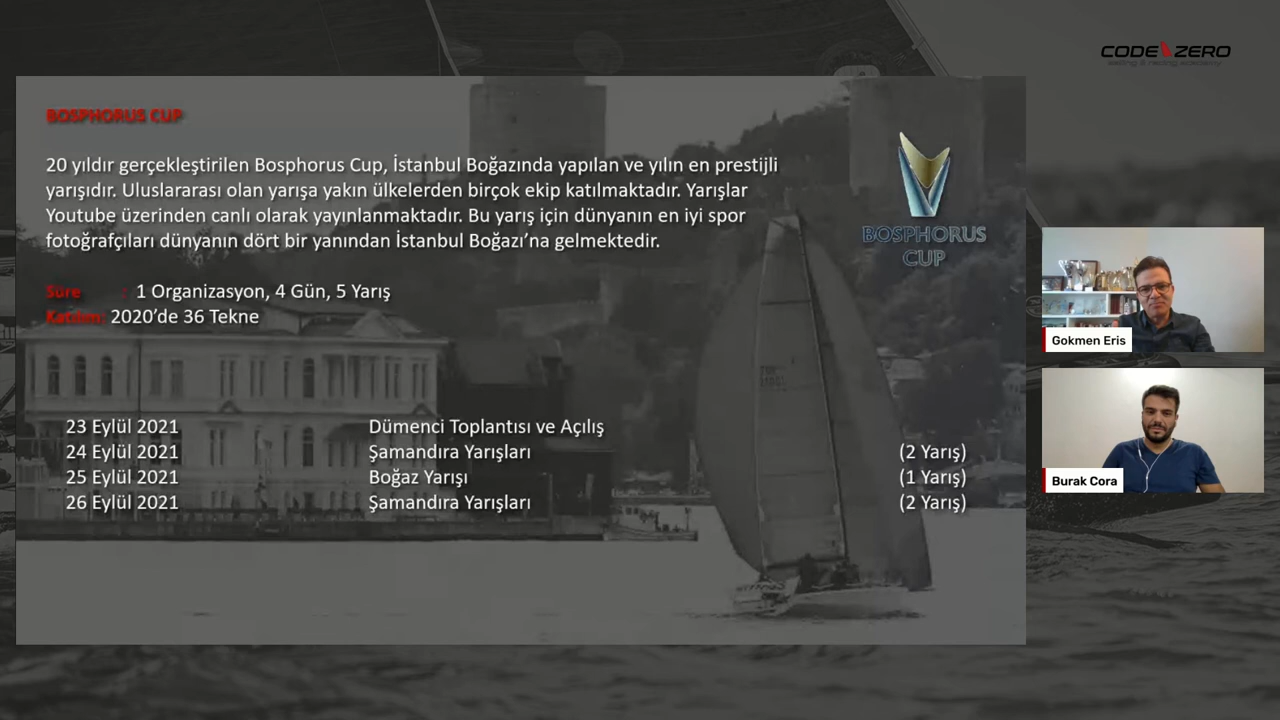 CODE ZERO
sailing & racing academy
BOSPHORUS CUP
20 yıldır gerçekleştirilen Bosphorus Cup, İstanbul Boğazında yapılan ve yılın en prestijli
yarışıdır. Uluslararası olan yarışa yakın ülkelerden birçok ekip katılmaktadır. Yarışlar
Youtube üzerinden canlı olarak yayınlanmaktadır. Bu yarış için dünyanın en iyi spor
fotoğrafçıları dünyanın dört bir yanından İstanbul Boğazı’na gelmektedir.
BOSPHORUS
CUP
Süre : 1 Organizasyon, 4 Gün, 5 Yarış
Katılım: 2020’de 36 Tekne
23 Eylül 2021 Dümenci Toplantısı ve Açılış
24 Eylül 2021 Şamandıra Yarışları (2 Yarış)
25 Eylül 2021 Boğaz Yarışı (1 Yarış)
26 Eylül 2021 Şamandıra Yarışları (2 Yarış)
Gokmen Eris
Burak Cora